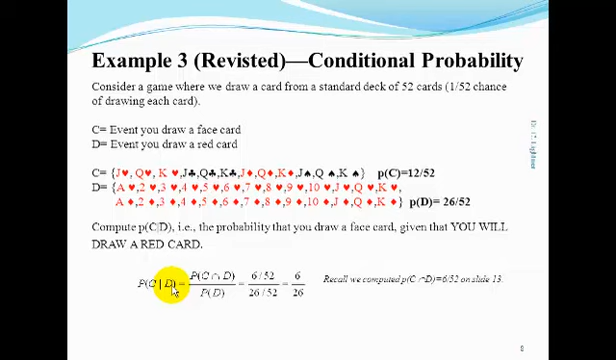 Example 3 (Revisted)—Conditional Probability
Consider a game where we draw a card from a standard deck of 52 cards (1/52 chance
of drawing each card).
C= Event you draw a face card
D= Event you draw a red card
C= {J♥, Q♥, K ♥,J♣,Q♣,K♣,J♦,Q♦,K♦,J♠,Q ♠,K ♠} p(C)=12/52
D= {A ♥,2 ♥,3 ♥,4 ♥,5 ♥,6 ♥,7 ♥,8 ♥,9 ♥,10 ♥,J ♥,Q ♥,K♥,
A ♦,2 ♦,3 ♦,4 ♦,5 ♦,6 ♦,7 ♦,8 ♦,9 ♦,10 ♦,J♦,Q ♦,K ♦} p(D)= 26/52
Compute p(C|D), i.e., the probability that you draw a face card, given that YOU WILL
DRAW A RED CARD.
P(C | D) = P(C ∩ D) / P(D) = 6/52 / 26/52 = 6 / 26
Recall we computed p(C ∩ D)=6/52 on slide 13.
8